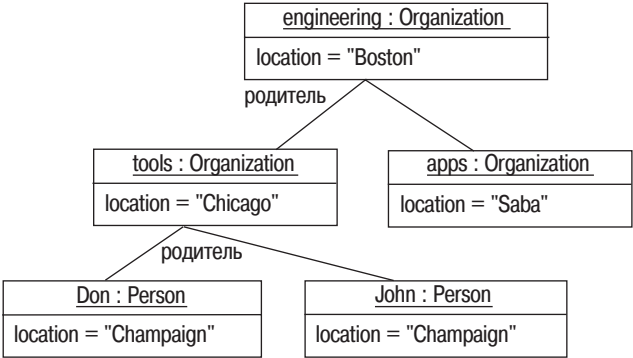 engineering : Organization
location = "Boston"
родитель
tools : Organization
apps : Organization
location = "Chicago"
location = "Saba"
родитель
Don : Person
John : Person
location = "Champaign"
location = "Champaign"